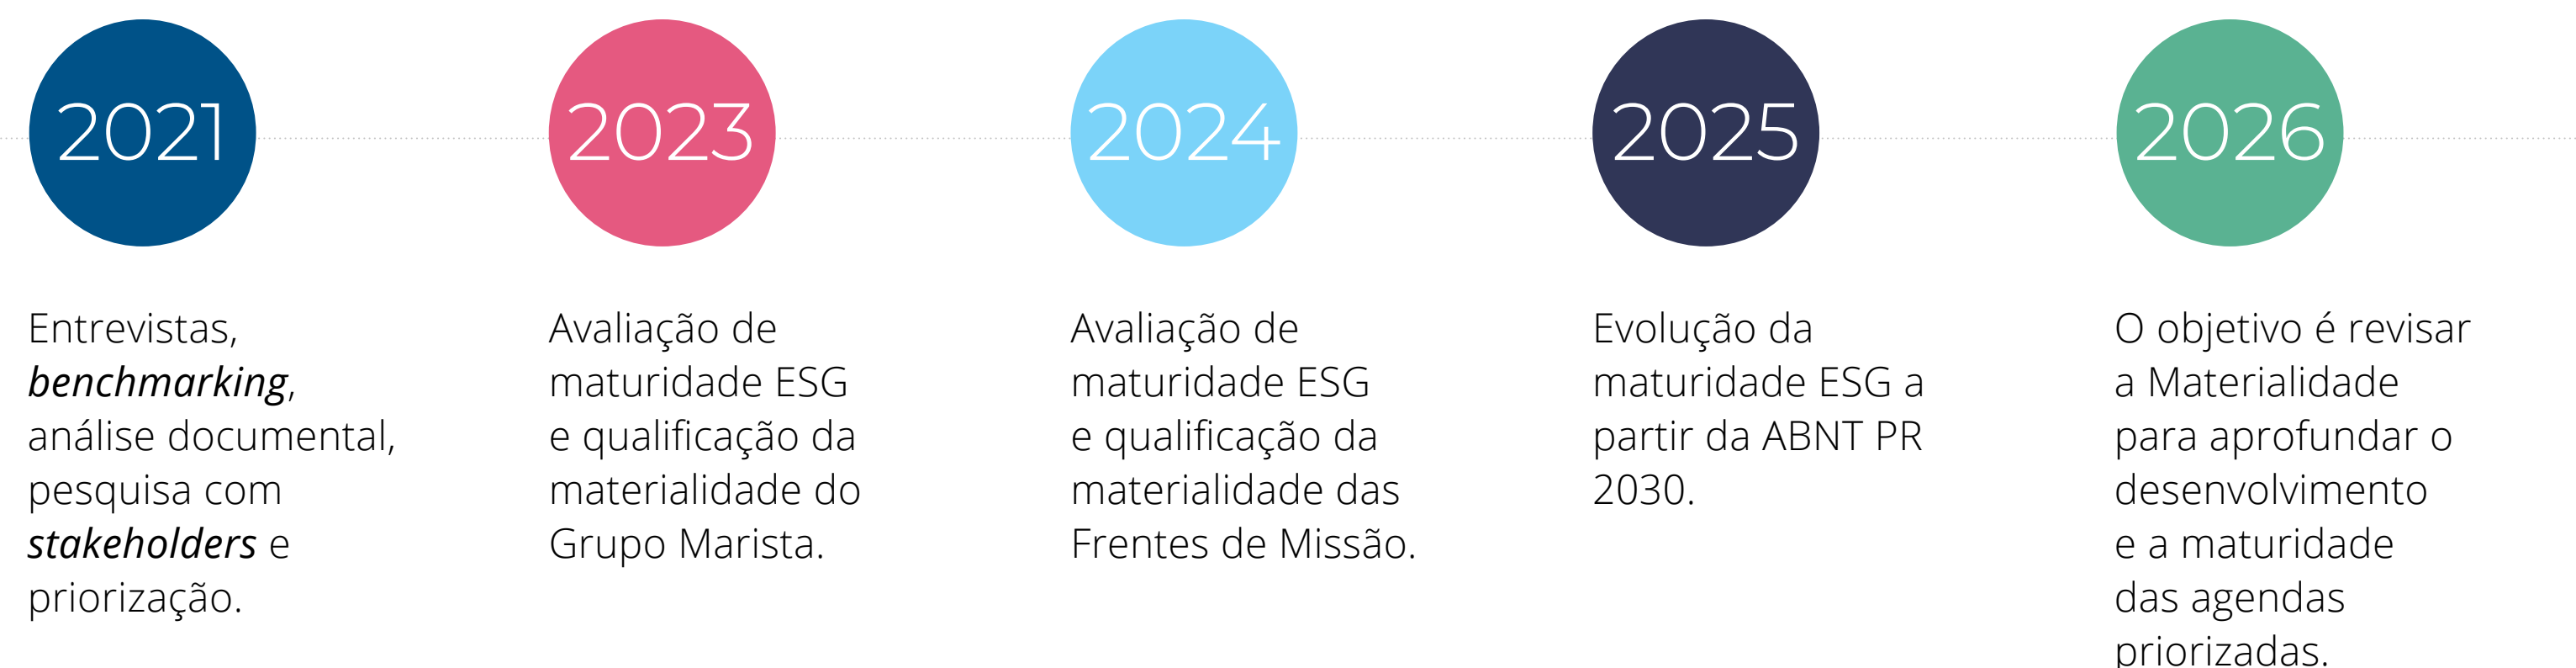 2021
Entrevistas,
benchmarking,
análise documental,
pesquisa com
stakeholders e
priorização.
2023
Avaliação de
maturidade ESG
e qualificação da
materialidade do
Grupo Marista.
2024
Avaliação de
maturidade ESG
e qualificação da
materialidade das
Frentes de Missão.
2025
Evolução da
maturidade ESG a
partir da ABNT PR
2030.
2026
O objetivo é revisar
a Materialidade
para aprofundar o
desenvolvimento
e a maturidade
das agendas
priorizadas.